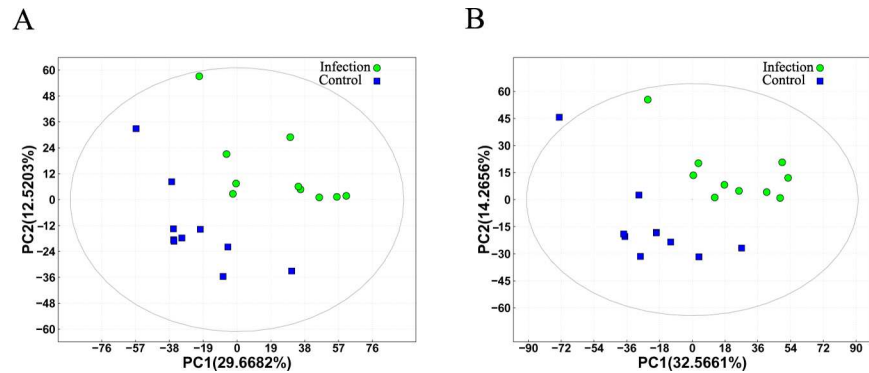 A
Infection
Control
60
48
36
24
12
0
−12
−24
−36
−48
−60
PC2(12.5203%)
−76 −57 −38 −19 0 19 38 57 76
PC1(29.6682%)
B
Infection
Control
60
45
30
15
0
−15
−30
−45
−60
PC2(14.2656%)
−90 −72 −54 −36 −18 0 18 36 54 72 90
PC1(32.5661%)